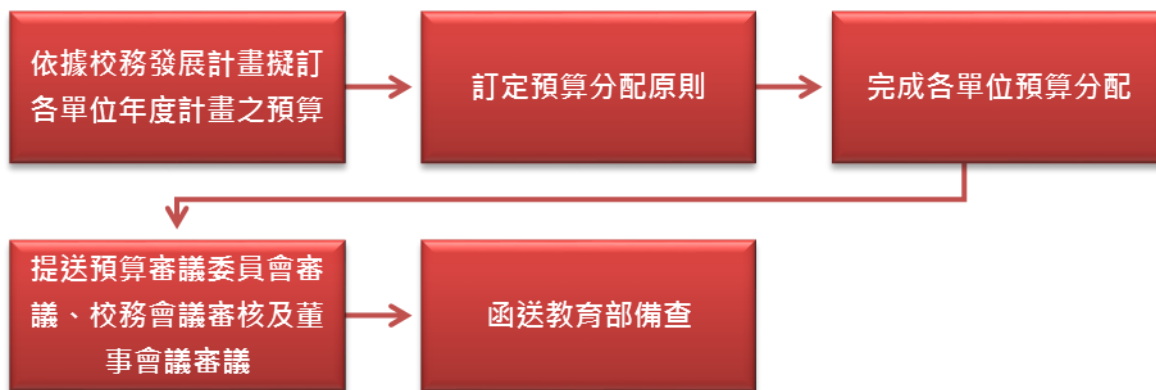 依據校務發展計畫擬訂
各單位年度計畫之預算
訂定預算分配原則
完成各單位預算分配
提送預算審議委員會審
議、校務會議審核及董
事會議審議
函送教育部備查